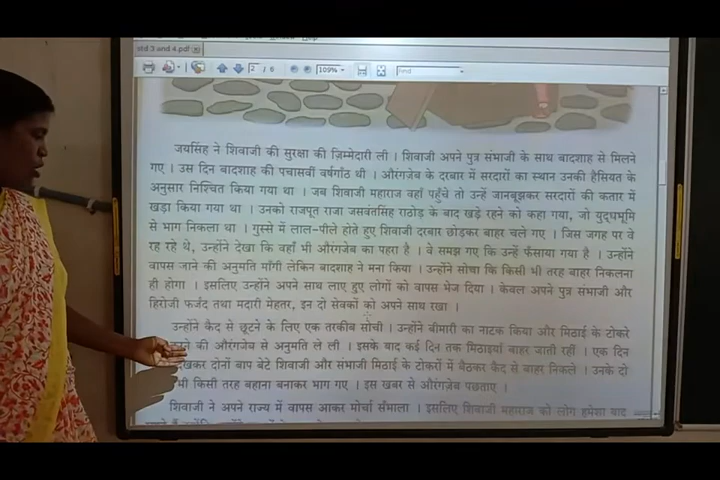 std 3 and 4.pdf
2 / 6 109% Find
जयसिंह ने शिवाजी की सुरक्षा की ज़िम्मेदारी ली । शिवाजी अपने पुत्र संभाजी के साथ बादशाह से मिलने
गए । उस दिन बादशाह की पचासवीं वर्षगाँठ थी । औरंगजेब के दरबार में सरदारों का स्थान उनकी हैसियत के
अनुसार निश्चित किया गया था । जब शिवाजी महाराज वहाँ पहुँचे तो उन्हें जानबूझकर सरदारों की कतार में
खड़ा किया गया था । उनको राजपूत राजा जसवंतसिंह राठोड़ के बाद खड़े रहने को कहा गया, जो युद्धभूमि
से भाग निकला था । गुस्से में लाल-पीले होते हुए शिवाजी दरबार छोड़कर बाहर चले गए । जिस जगह पर वे
रह रहे थे, उन्होंने देखा कि वहाँ भी औरंगजेब का पहरा है । वे समझ गए कि उन्हें फँसाया गया है । उन्होंने
वापस जाने की अनुमति माँगी लेकिन बादशाह ने मना किया । उन्होंने सोचा कि किसी भी तरह बाहर निकलना
ही होगा । इसलिए उन्होंने अपने साथ लाए हुए लोगों को वापस भेज दिया । केवल अपने पुत्र संभाजी और
हिरोजी फर्जंद तथा मदारी मेहतर, इन दो सेवकों को अपने साथ रखा ।
उन्होंने कैद से छूटने के लिए एक तरकीब सोची । उन्होंने बीमारी का नाटक किया और मिठाई के टोकरे
की औरंगजेब से अनुमति ले ली । इसके बाद कई दिन तक मिठाइयां बाहर जाती रहीं । एक दिन
दोनों बाप बेटे शिवाजी और संभाजी मिठाई के टोकरों में बैठकर कैद से बाहर निकले । उनके दो
भी किसी तरह बहाना बनाकर भाग गए । इस खबर से औरंगजेब पछताए ।
शिवाजी ने अपने राज्य में वापस आकर मोर्चा सँभाला । इसलिए शिवाजी महाराज को लोग हमेशा याद